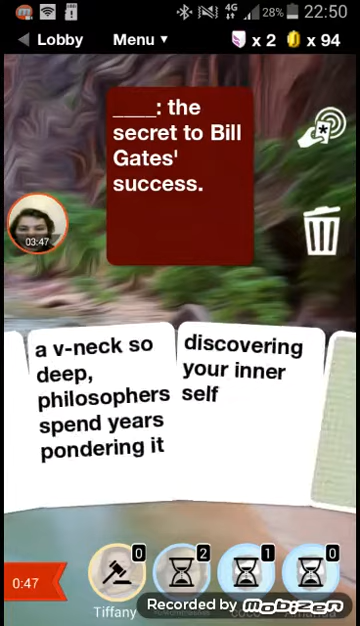 4G 28% 22:50
Lobby Menu x 2 x 94
____: the
secret to Bill
Gates'
success.
03:47
a v-neck so
deep,
philosophers
spend years
pondering it
discovering
your inner
self
0 2 1 0
0:47
Tiffany
Recorded by mobizen